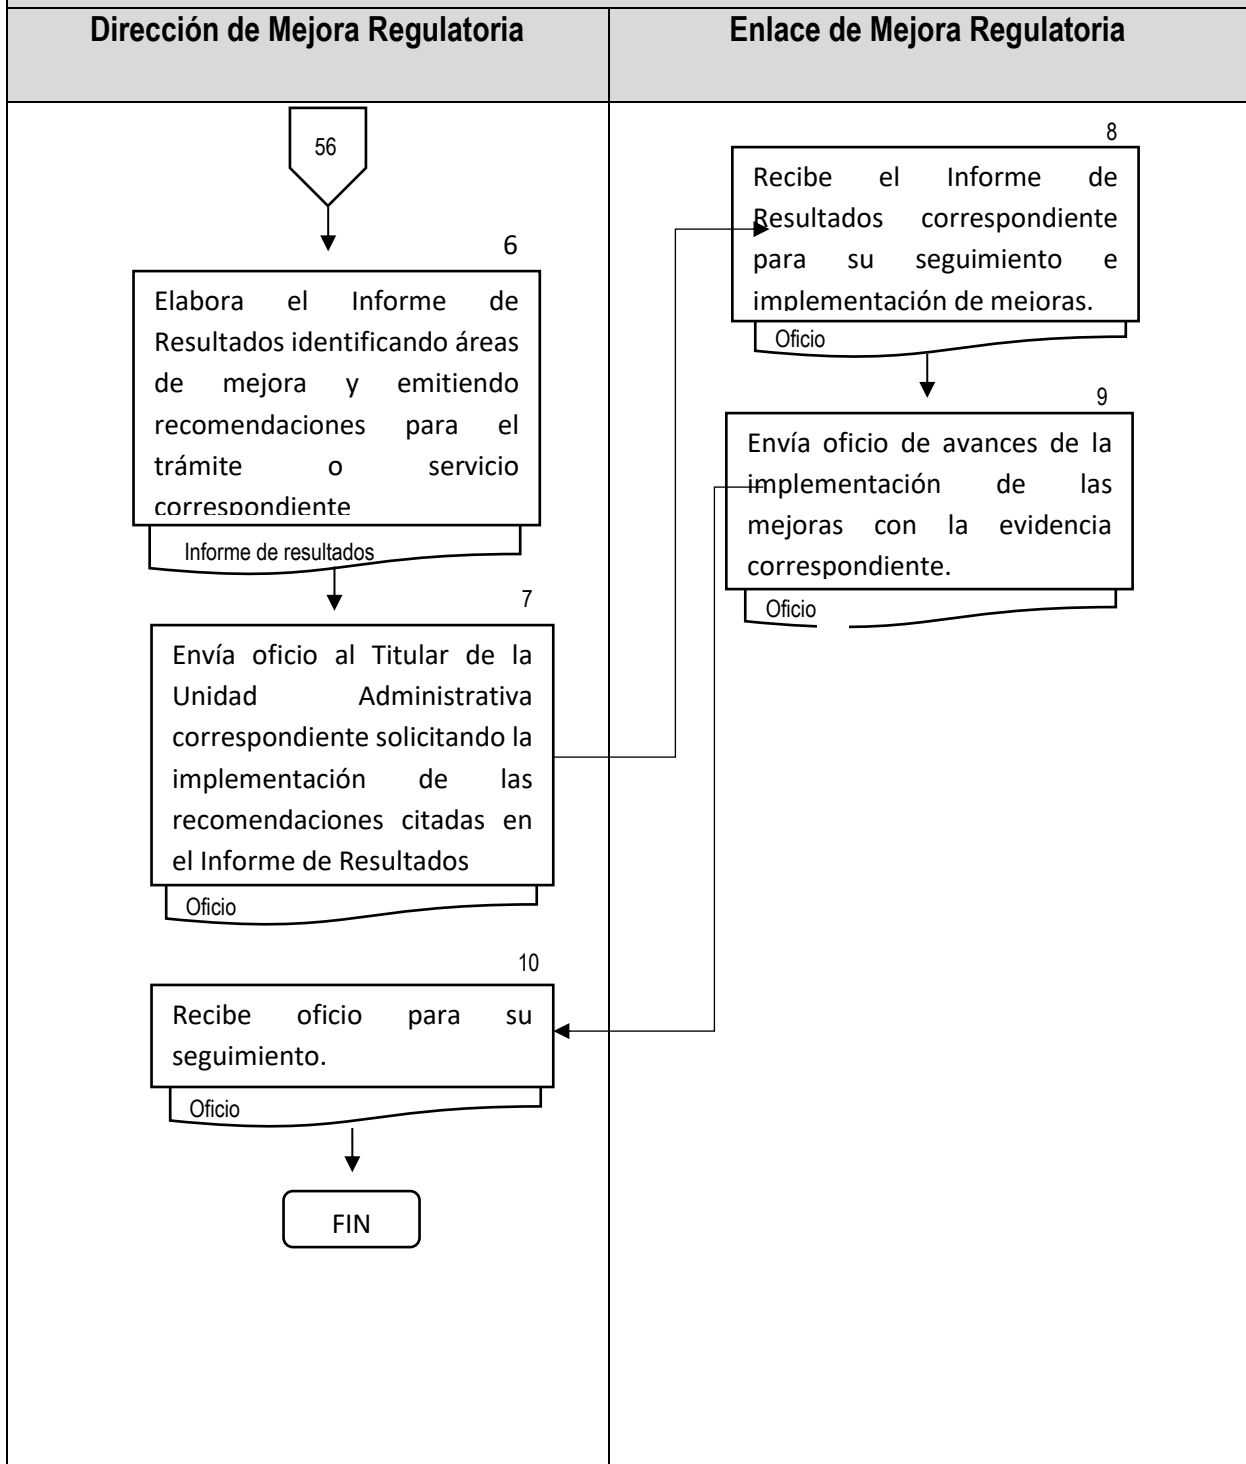 Dirección de Mejora Regulatoria
Enlace de Mejora Regulatoria
56
6
Elabora el Informe de
Resultados identificando áreas
de mejora y emitiendo
recomendaciones para el
trámite o servicio
correspondiente
Informe de resultados
7
Envía oficio al Titular de la
Unidad Administrativa
correspondiente solicitando la
implementación de las
recomendaciones citadas en
el Informe de Resultados
Oficio
8
Recibe el Informe de
Resultados correspondiente
para su seguimiento e
implementación de mejoras.
Oficio
9
Envía oficio de avances de la
implementación de las
mejoras con la evidencia
correspondiente.
Oficio
10
Recibe oficio para su
seguimiento.
Oficio
FIN